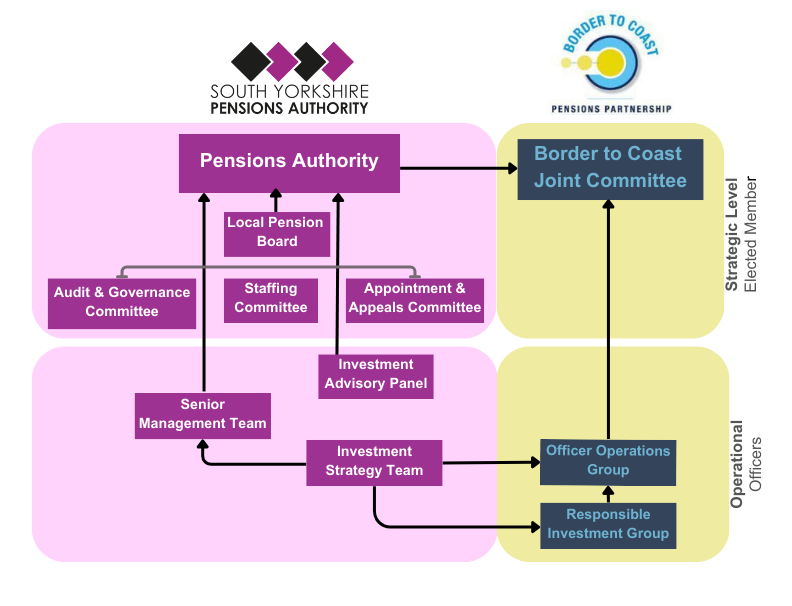 SOUTH YORKSHIRE
PENSIONS AUTHORITY
BORDER TO COAST
PENSIONS PARTNERSHIP
Pensions Authority
Border to Coast
Joint Committee
Local Pension
Board
Audit & Governance
Committee
Staffing
Committee
Appointment &
Appeals Committee
Strategic Level
Elected Member
Investment
Advisory Panel
Senior
Management Team
Investment
Strategy Team
Officer Operations
Group
Responsible
Investment Group
Operational
Officers